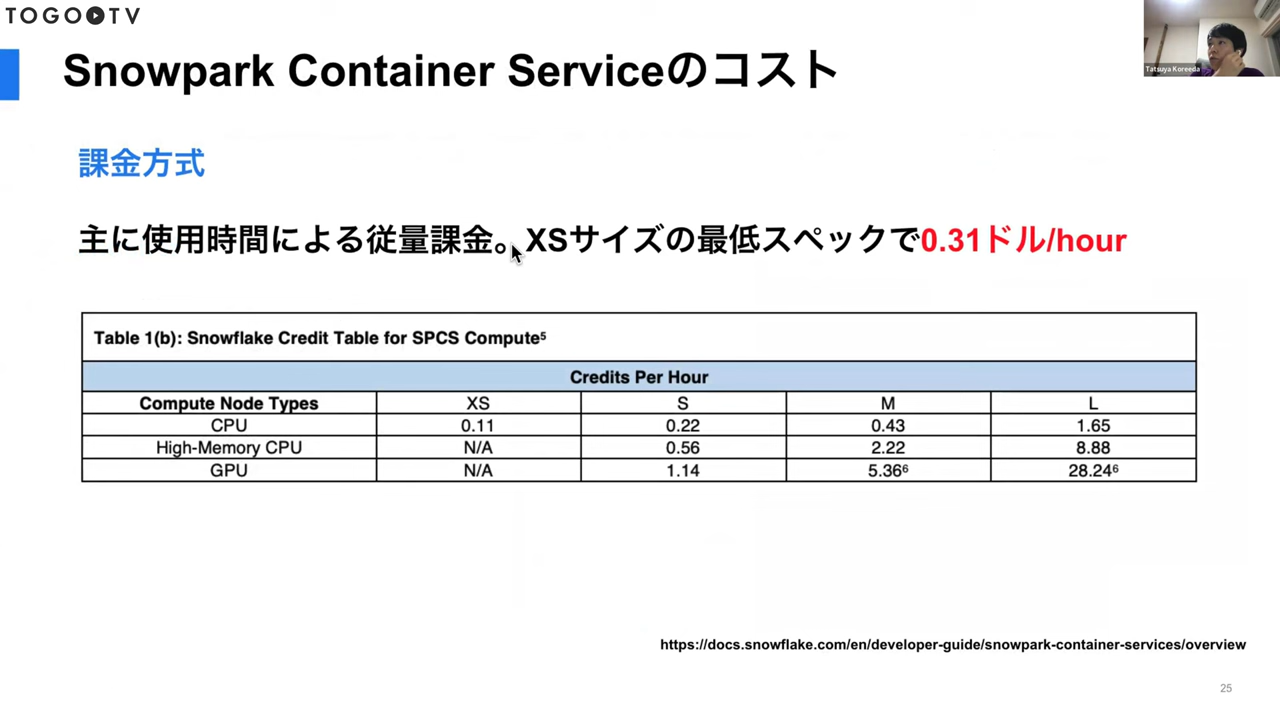 TOGOTV
Tatsuya Koreeda
Snowpark Container Serviceのコスト
課金方式
主に使用時間による従量課金。XSサイズの最低スペックで0.31ドル/hour
Table 1(b): Snowflake Credit Table for SPCS Compute⁵
Credits Per Hour
Compute Node Types XS S M L
CPU 0.11 0.22 0.43 1.65
High-Memory CPU N/A 0.56 2.22 8.88
GPU N/A 1.14 5.36⁶ 28.24⁶
https://docs.snowflake.com/en/developer-guide/snowpark-container-services/overview
25